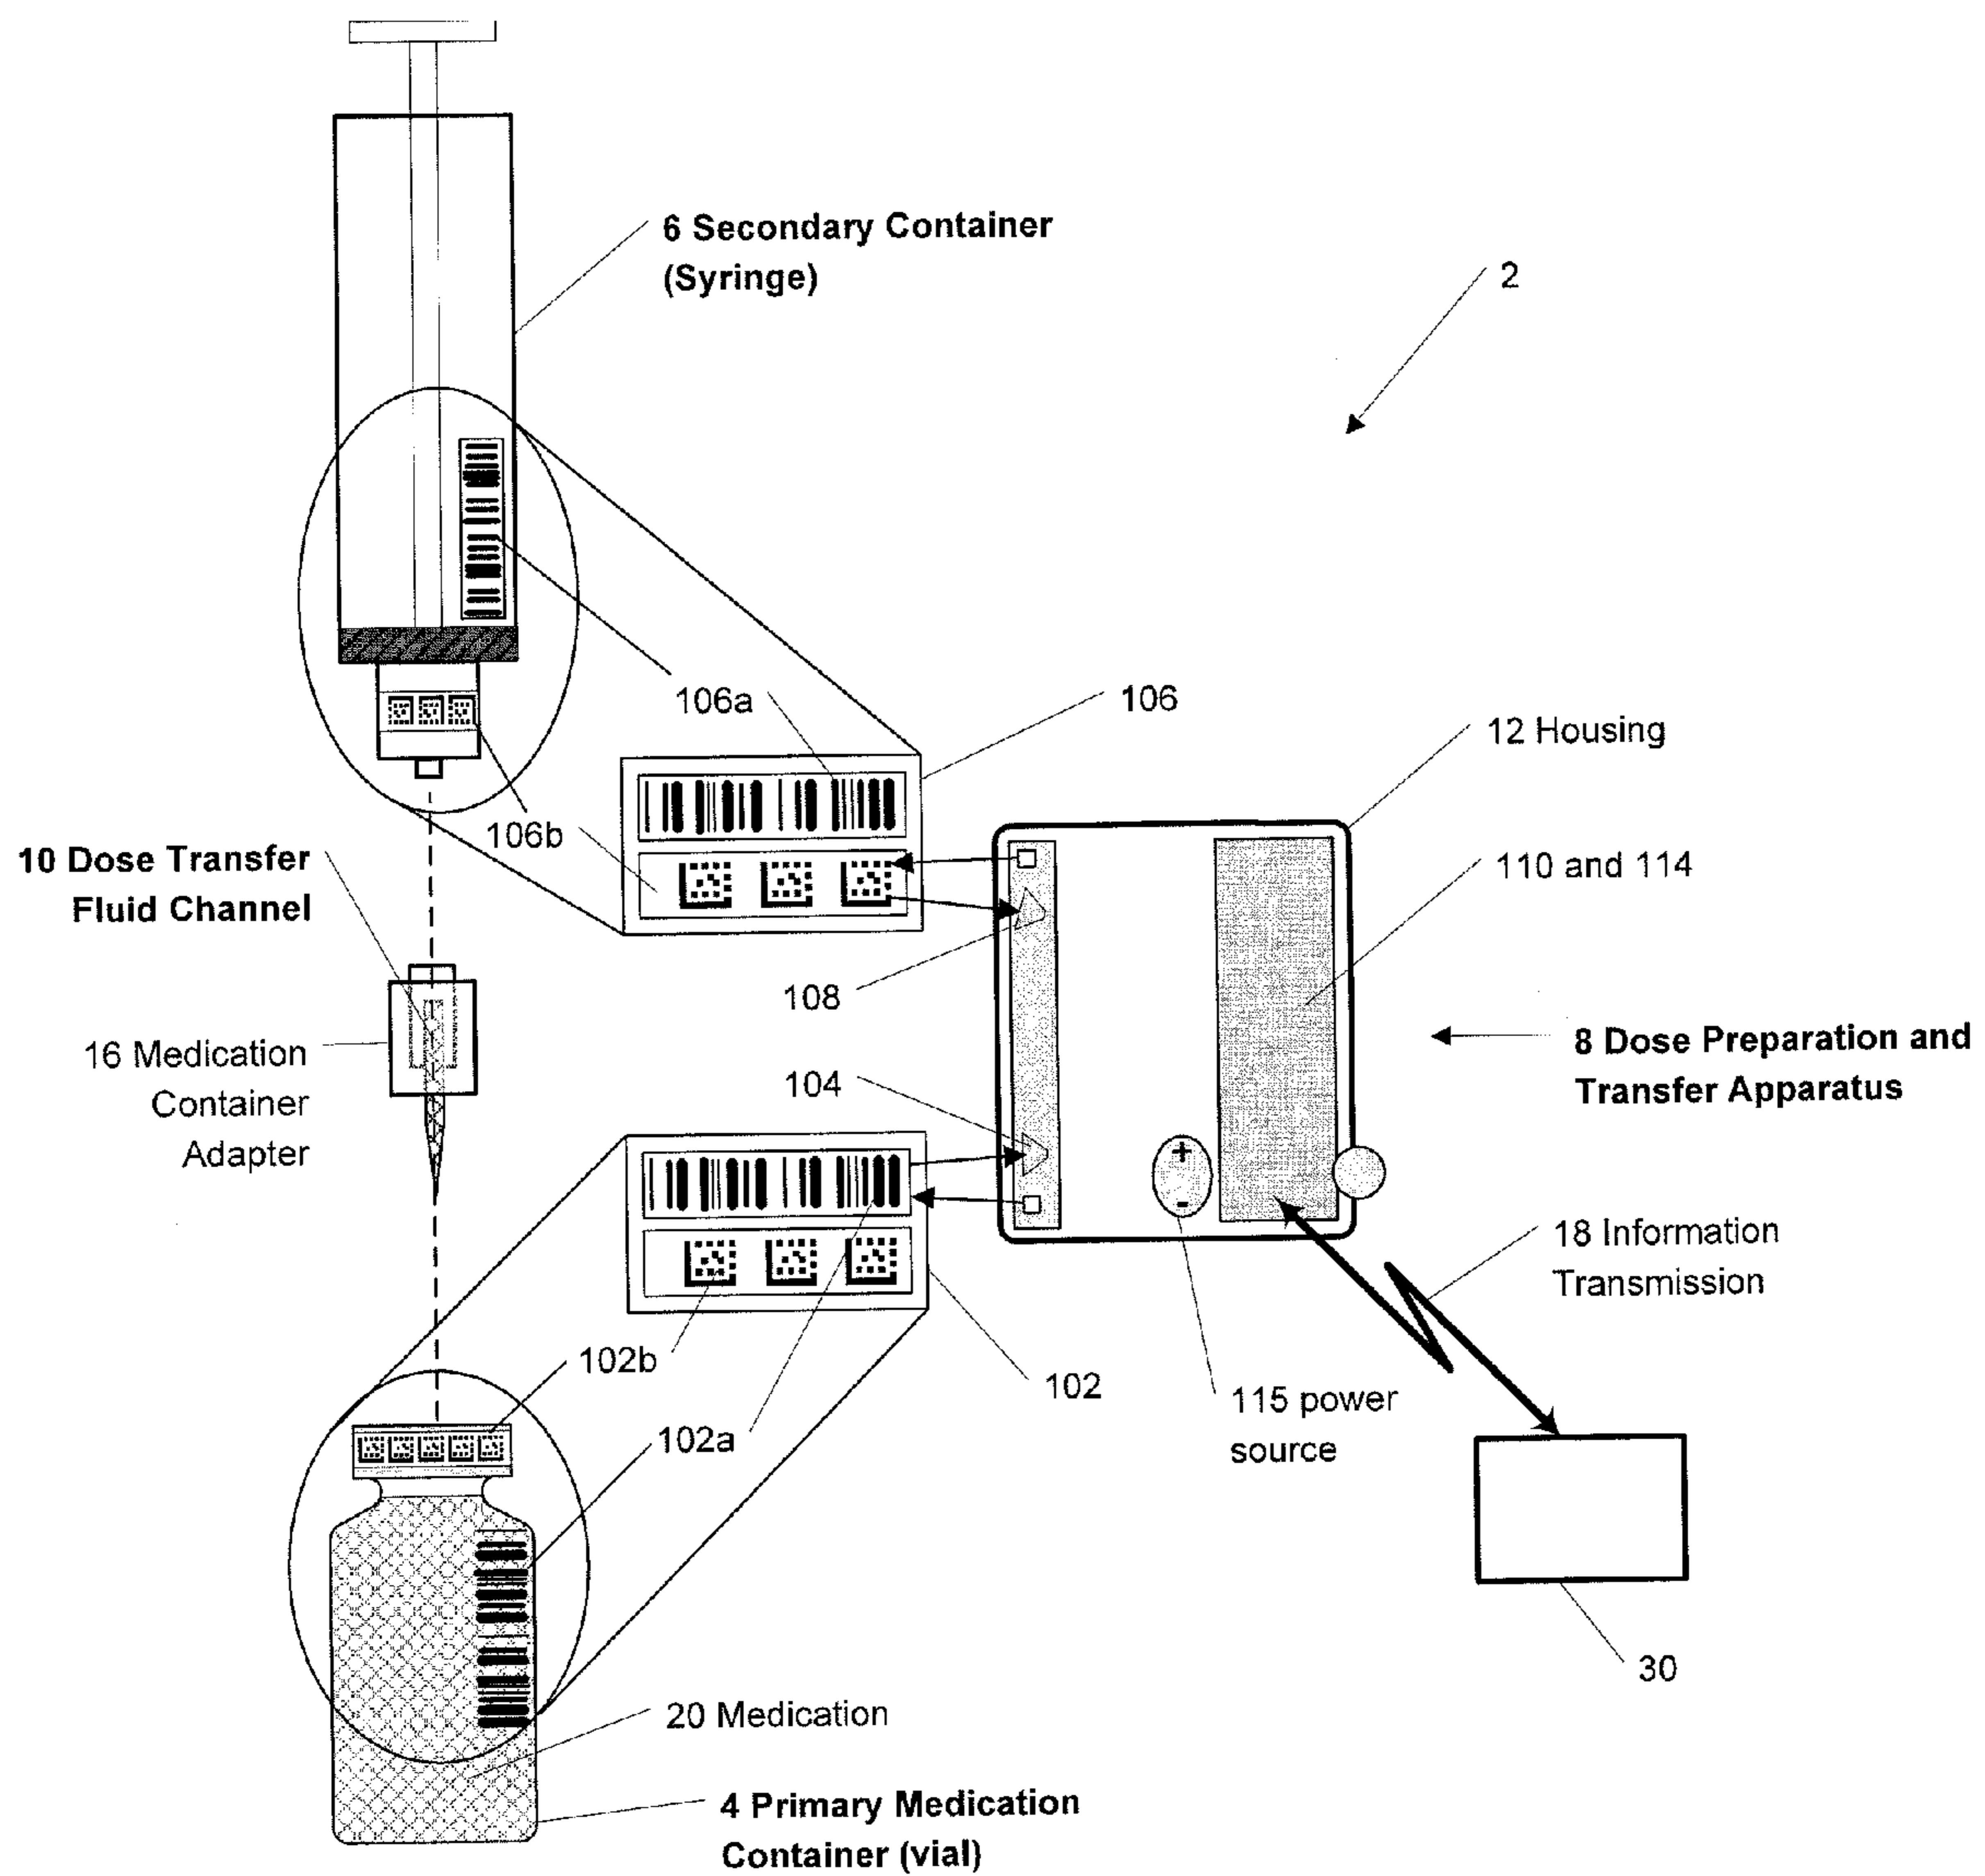 6 Secondary Container
(Syringe)
2
106a
106
12 Housing
106b
10 Dose Transfer
Fluid Channel
110 and 114
108
16 Medication
Container
Adapter
104
8 Dose Preparation and
Transfer Apparatus
+
-
18 Information
Transmission
102b
102
115 power
source
102a
30
20 Medication
4 Primary Medication
Container (vial)